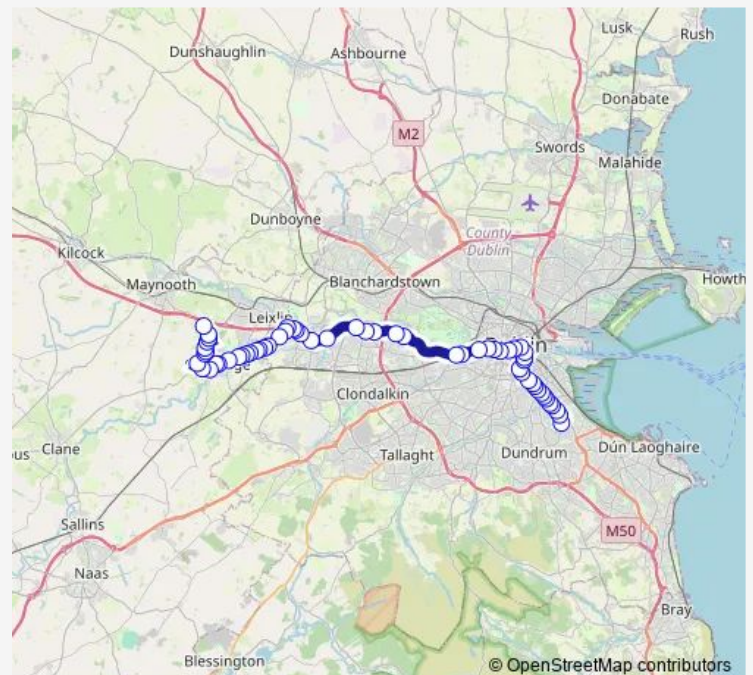 Lusk
Rush
Dunshaughlin
Ashbourne
Donabate
M2
Swords
Malahide
Dunboyne
County
Dublin
Kilcock
Maynooth
Blanchardstown
Howth
Leixlip
Clondalkin
Clane
Tallaght
Dundrum
Dún Laoghaire
Sallins
M50
Naas
Bray
Blessington
© OpenStreetMap contributors